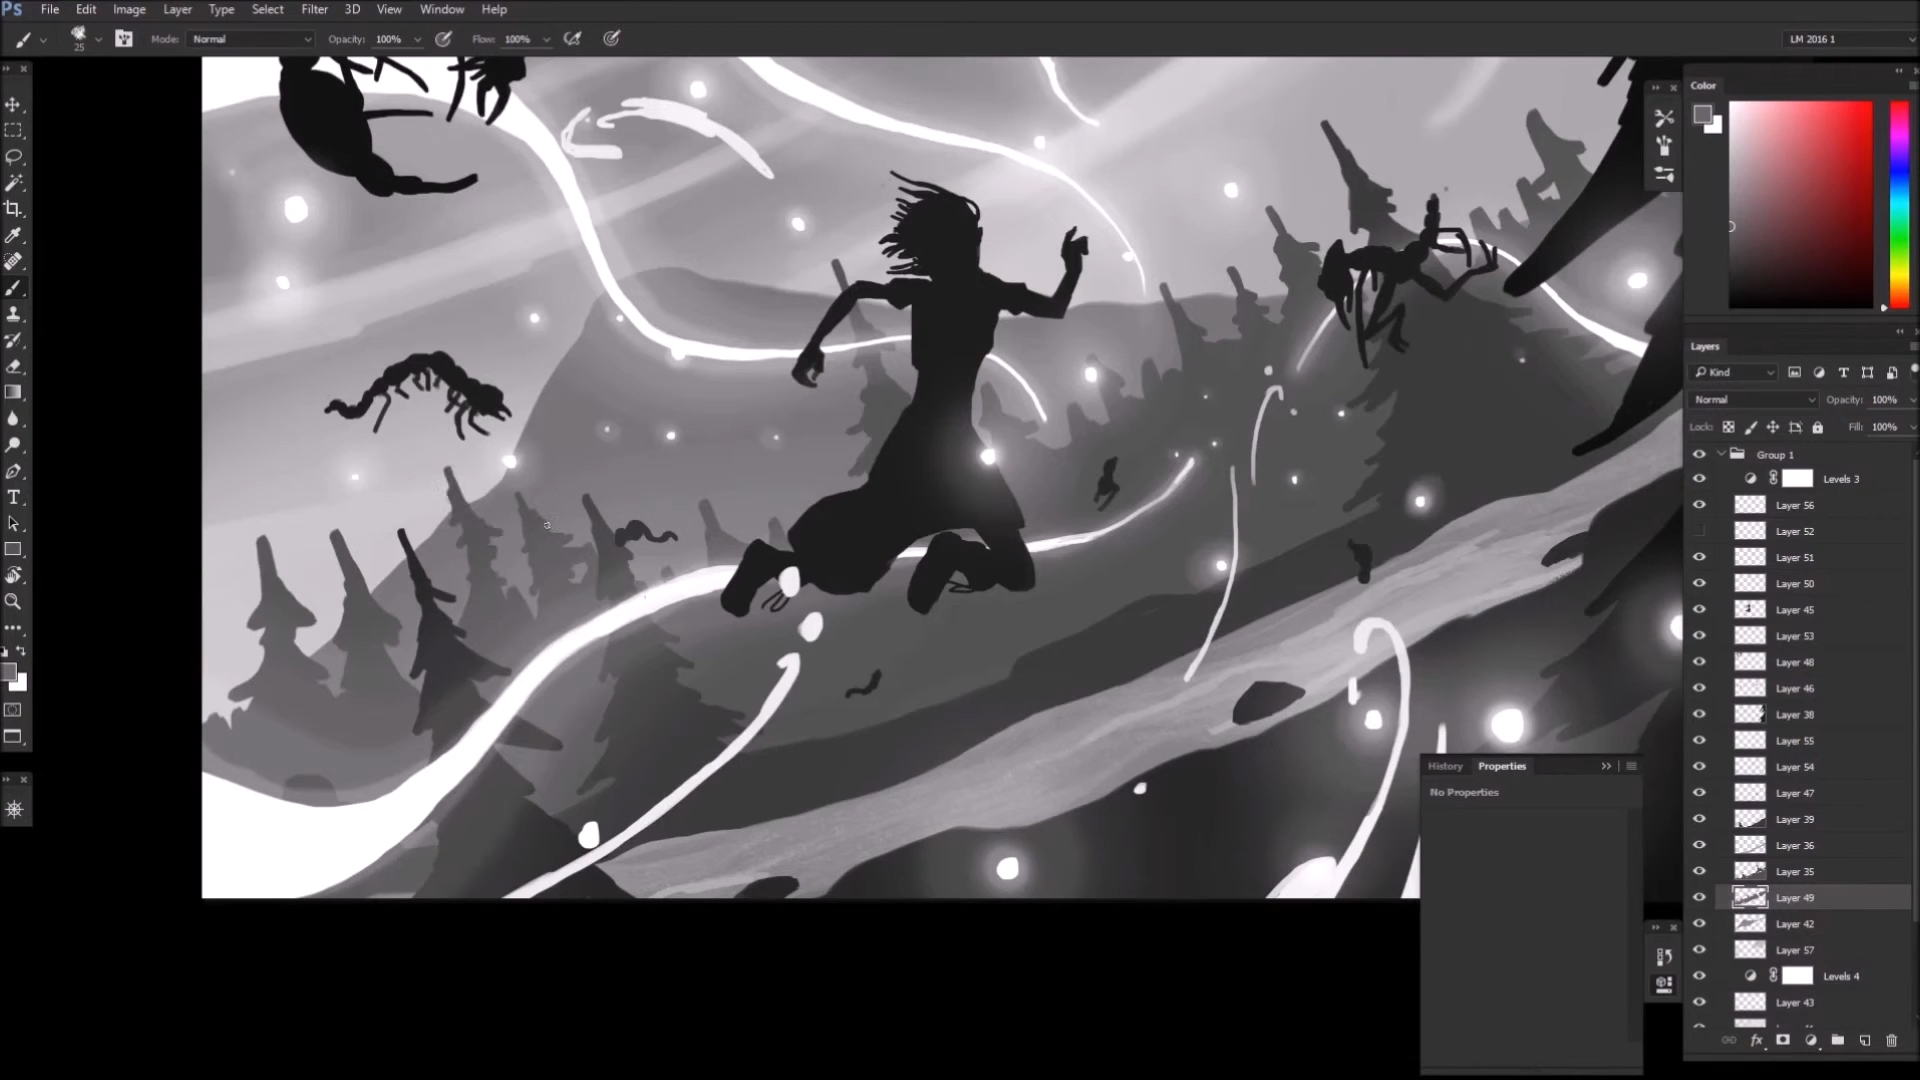 Ps File Edit Image Layer Type Select Filter 3D View Window Help
25 Mode: Normal Opacity: 100% Flow: 100% LM 2016 1
Color
Layers
Kind
Normal Opacity: 100%
Lock: Fill: 100%
Group 1
Levels 3
Layer 56
Layer 52
Layer 51
Layer 50
Layer 45
Layer 53
Layer 48
Layer 46
Layer 38
Layer 55
Layer 54
Layer 47
Layer 39
Layer 36
Layer 35
Layer 49
Layer 42
Layer 57
Levels 4
Layer 43
fx
History Properties
No Properties